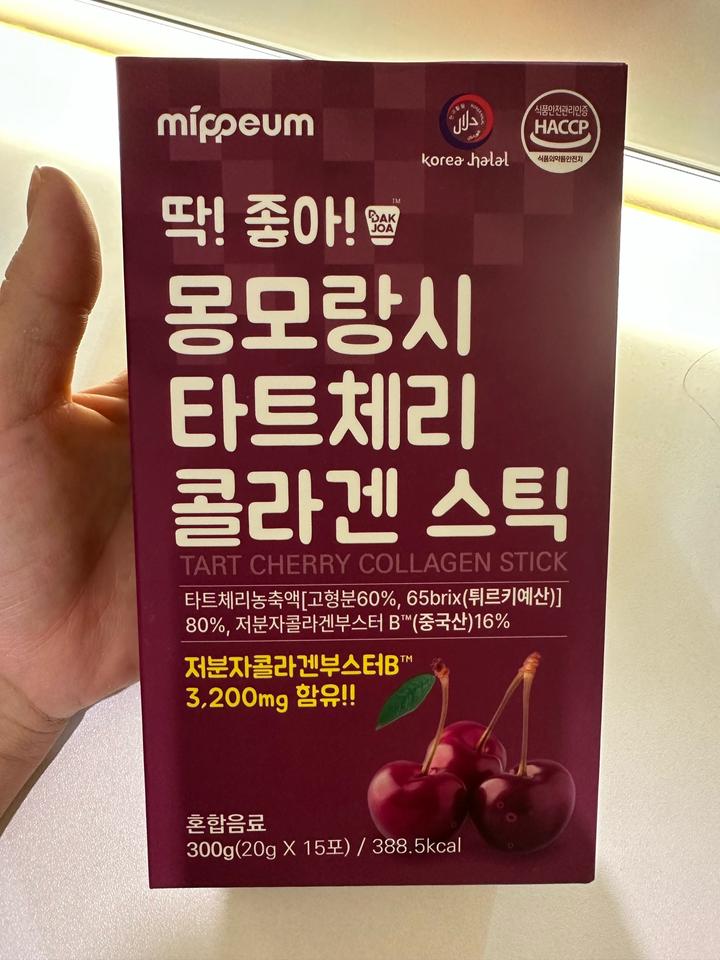 mippeum
korea halal
حلال
식품안전관리인증
HACCP
식품의약품안전처
딱! 좋아!
DDAK
JOA
TM
몽모랑시
타트체리
콜라겐 스틱
TART CHERRY COLLAGEN STICK
타트체리농축액[고형분60%, 65brix(튀르키예산)]
80%, 저분자콜라겐부스터 B™(중국산)16%
저분자콜라겐부스터B™
3,200mg 함유!!
혼합음료
300g(20g X 15포) / 388.5kcal